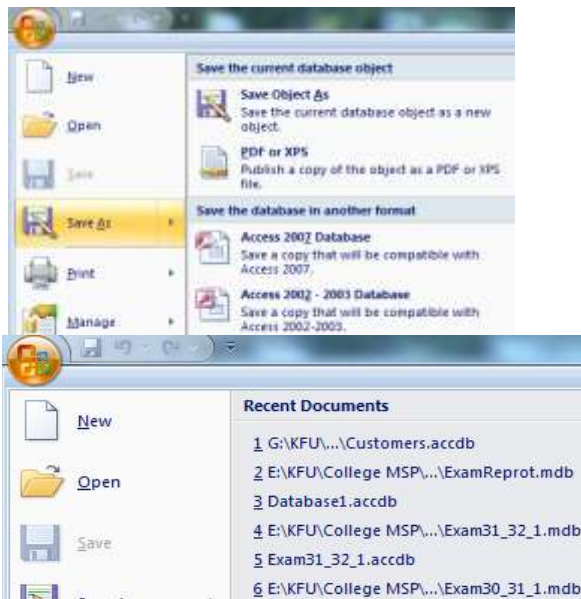 New
Open
Save
Save As
Print
Manage
Save the current database object
Save Object As
Save the current database object as a new
object.
PDF or XPS
Publish a copy of the object as a PDF or XPS
file.
Save the database in another format
Access 2007 Database
Save a copy that will be compatible with
Access 2007.
Access 2002 - 2003 Database
Save a copy that will be compatible with
Access 2002-2003.
New
Open
Save
Recent Documents
1 G:\KFU\...\Customers.accdb
2 E:\KFU\College MSP\...\ExamReprot.mdb
3 Database1.accdb
4 E:\KFU\College MSP\...\Exam31_32_1.mdb
5 Exam31_32_1.accdb
6 E:\KFU\College MSP\...\Exam30_31_1.mdb